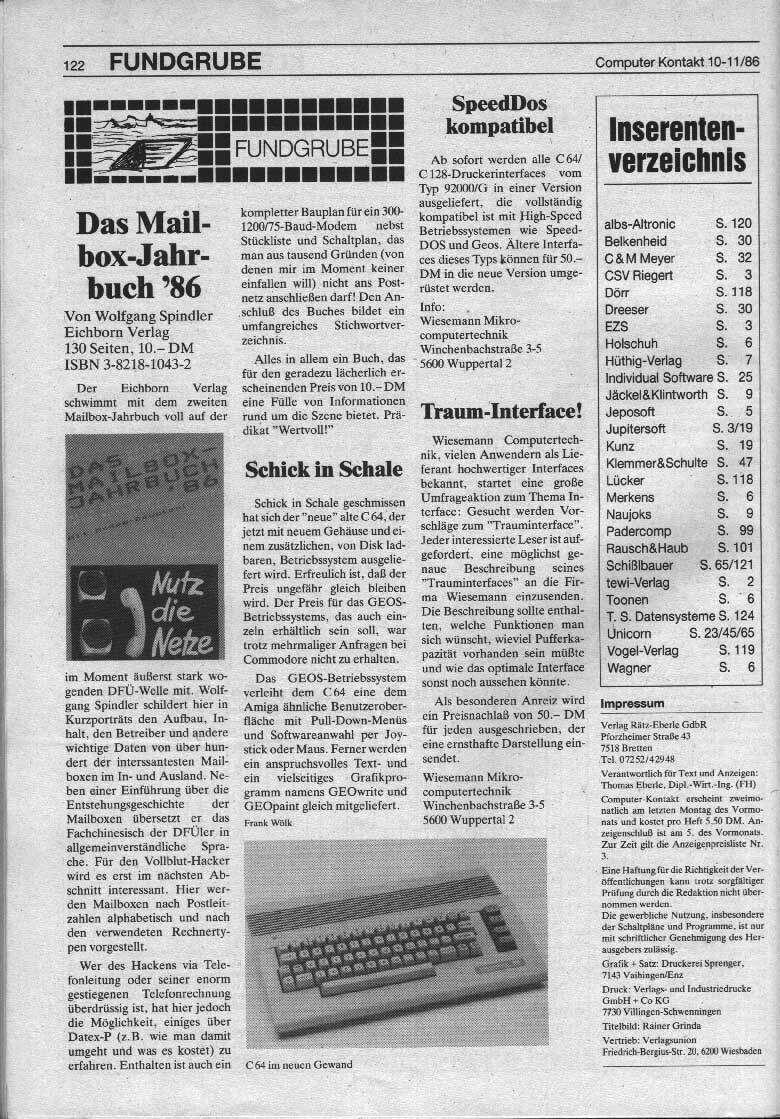 122 FUNDGRUBE
Computer Kontakt 10-11/86
FUNDGRUBE
Das Mail-
box-Jahr-
buch '86
Von Wolfgang Spindler
Eichborn Verlag
130 Seiten, 10.– DM
ISBN 3-8218-1043-2
Der Eichborn Verlag
schwimmt mit dem zweiten
Mailbox-Jahrbuch voll auf der
DAS
MAILBOX-
JAHRBUCH
'86
Nutz
die
Netze
im Moment äußerst stark wo-
genden DFÜ-Welle mit. Wolf-
gang Spindler schildert hier in
Kurzporträts den Aufbau, In-
halt, den Betreiber und andere
wichtige Daten von über hun-
dert der interssantesten Mail-
boxen im In- und Ausland. Ne-
ben einer Einführung über die
Entstehungsgeschichte der
Mailboxen übersetzt er das
Fachchinesisch der DFÜler in
allgemeinverständliche Spra-
che. Für den Vollblut-Hacker
wird es erst im nächsten Ab-
schnitt interessant. Hier wer-
den Mailboxen nach Postleit-
zahlen alphabetisch und nach
den verwendeten Rechnerty-
pen vorgestellt.
Wer des Hackens via Tele-
fonleitung oder seiner enorm
gestiegenen Telefonrechnung
überdrüssig ist, hat hier jedoch
die Möglichkeit, einiges über
Datex-P (z.B. wie man damit
umgeht und was es kostet) zu
erfahren. Enthalten ist auch ein
kompletter Bauplan für ein 300-
1200/75-Baud-Modem nebst
Stückliste und Schaltplan, das
man aus tausend Gründen (von
denen mir im Moment keiner
einfallen will) nicht ans Post-
netz anschließen darf! Den An-
schluß des Buches bildet ein
umfangreiches Stichwortver-
zeichnis.
Alles in allem ein Buch, das
für den geradezu lächerlich er-
scheinenden Preis von 10.– DM
eine Fülle von Informationen
rund um die Szene bietet. Prä-
dikat "Wertvoll!"
Schick in Schale
Schick in Schale geschmissen
hat sich der "neue" alte C 64, der
jetzt mit neuem Gehäuse und ei-
nem zusätzlichen, von Disk lad-
baren, Betriebssystem ausgelie-
fert wird. Erfreulich ist, daß der
Preis ungefähr gleich bleiben
wird. Der Preis für das GEOS-
Betriebssystems, das auch ein-
zeln erhältlich sein soll, war
trotz mehrmaliger Anfragen bei
Commodore nicht zu erhalten.
Das GEOS-Betriebssystem
verleiht dem C 64 eine dem
Amiga ähnliche Benutzerober-
fläche mit Pull-Down-Menüs
und Softwareanwahl per Joy-
stick oder Maus. Ferner werden
ein anspruchsvolles Text- und
ein vielseitiges Grafikpro-
gramm namens GEOwrite und
GEOpaint gleich mitgeliefert.
Frank Wölk
C 64 im neuen Gewand
SpeedDos
kompatibel
Ab sofort werden alle C 64/
C 128-Druckerinterfaces vom
Typ 92000/G in einer Version
ausgeliefert, die vollständig
kompatibel ist mit High-Speed
Betriebssystemen wie Speed-
DOS und Geos. Ältere Interfa-
ces dieses Typs können für 50.–
DM in die neue Version umge-
rüstet werden.
Info:
Wiesemann Mikro-
computertechnik
Winchenbachstraße 3-5
5600 Wuppertal 2
Traum-Interface!
Wiesemann Computertech-
nik, vielen Anwendern als Lie-
ferant hochwertiger Interfaces
bekannt, startet eine große
Umfrageaktion zum Thema In-
terface: Gesucht werden Vor-
schläge zum "Trauminterface".
Jeder interessierte Leser ist auf-
gefordert, eine möglichst ge-
naue Beschreibung seines
"Trauminterfaces" an die Fir-
ma Wiesemann einzusenden.
Die Beschreibung sollte enthal-
ten, welche Funktionen man
sich wünscht, wieviel Pufferka-
pazität vorhanden sein müßte
und wie das optimale Interface
sonst noch aussehen könnte.
Als besonderen Anreiz wird
ein Preisnachlaß von 50.– DM
für jeden ausgeschrieben, der
eine ernsthafte Darstellung ein-
sendet.
Wiesemann Mikro-
computertechnik
Winchenbachstraße 3-5
5600 Wuppertal 2
Inserenten-
verzeichnis
albs-Altronic S. 120
Belkenheid S. 30
C & M Meyer S. 32
CSV Riegert S. 3
Dörr S. 118
Dreeser S. 30
EZS S. 3
Holschuh S. 6
Hüthig-Verlag S. 7
Individual Software S. 25
Jäckel&Klintworth S. 9
Jeposoft S. 5
Jupitersoft S. 3/19
Kunz S. 19
Klemmer&Schulte S. 47
Lücker S. 118
Merkens S. 6
Naujoks S. 9
Padercomp S. 99
Rausch&Haub S. 101
Schißlbauer S. 65/121
tewi-Verlag S. 2
Toonen S. 6
T. S. Datensysteme S. 124
Unicorn S. 23/45/65
Vogel-Verlag S. 119
Wagner S. 6
Impressum
Verlag Rätz-Eberle GdbR
Pforzheimer Straße 43
7518 Bretten
Tel. 07252/42948
Verantwortlich für Text und Anzeigen:
Thomas Eberle, Dipl.-Wirt.-Ing. (FH)
Computer-Kontakt erscheint zweimo-
natlich am letzten Montag des Vormo-
nats und kostet pro Heft 5.50 DM. An-
zeigenschluß ist am 5. des Vormonats.
Zur Zeit gilt die Anzeigenpreisliste Nr.
3.
Eine Haftung für die Richtigkeit der Ver-
öffentlichungen kann trotz sorgfältiger
Prüfung durch die Redaktion nicht über-
nommen werden.
Die gewerbliche Nutzung, insbesondere
der Schaltpläne und Programme, ist nur
mit schriftlicher Genehmigung des Her-
ausgebers zulässig.
Grafik + Satz: Druckerei Sprenger,
7143 Vaihingen/Enz
Druck: Verlags- und Industriedrucke
GmbH + Co KG
7730 Villingen-Schwenningen
Titelbild: Rainer Grinda
Vertrieb: Verlagsunion
Friedrich-Bergius-Str. 20, 6200 Wiesbaden